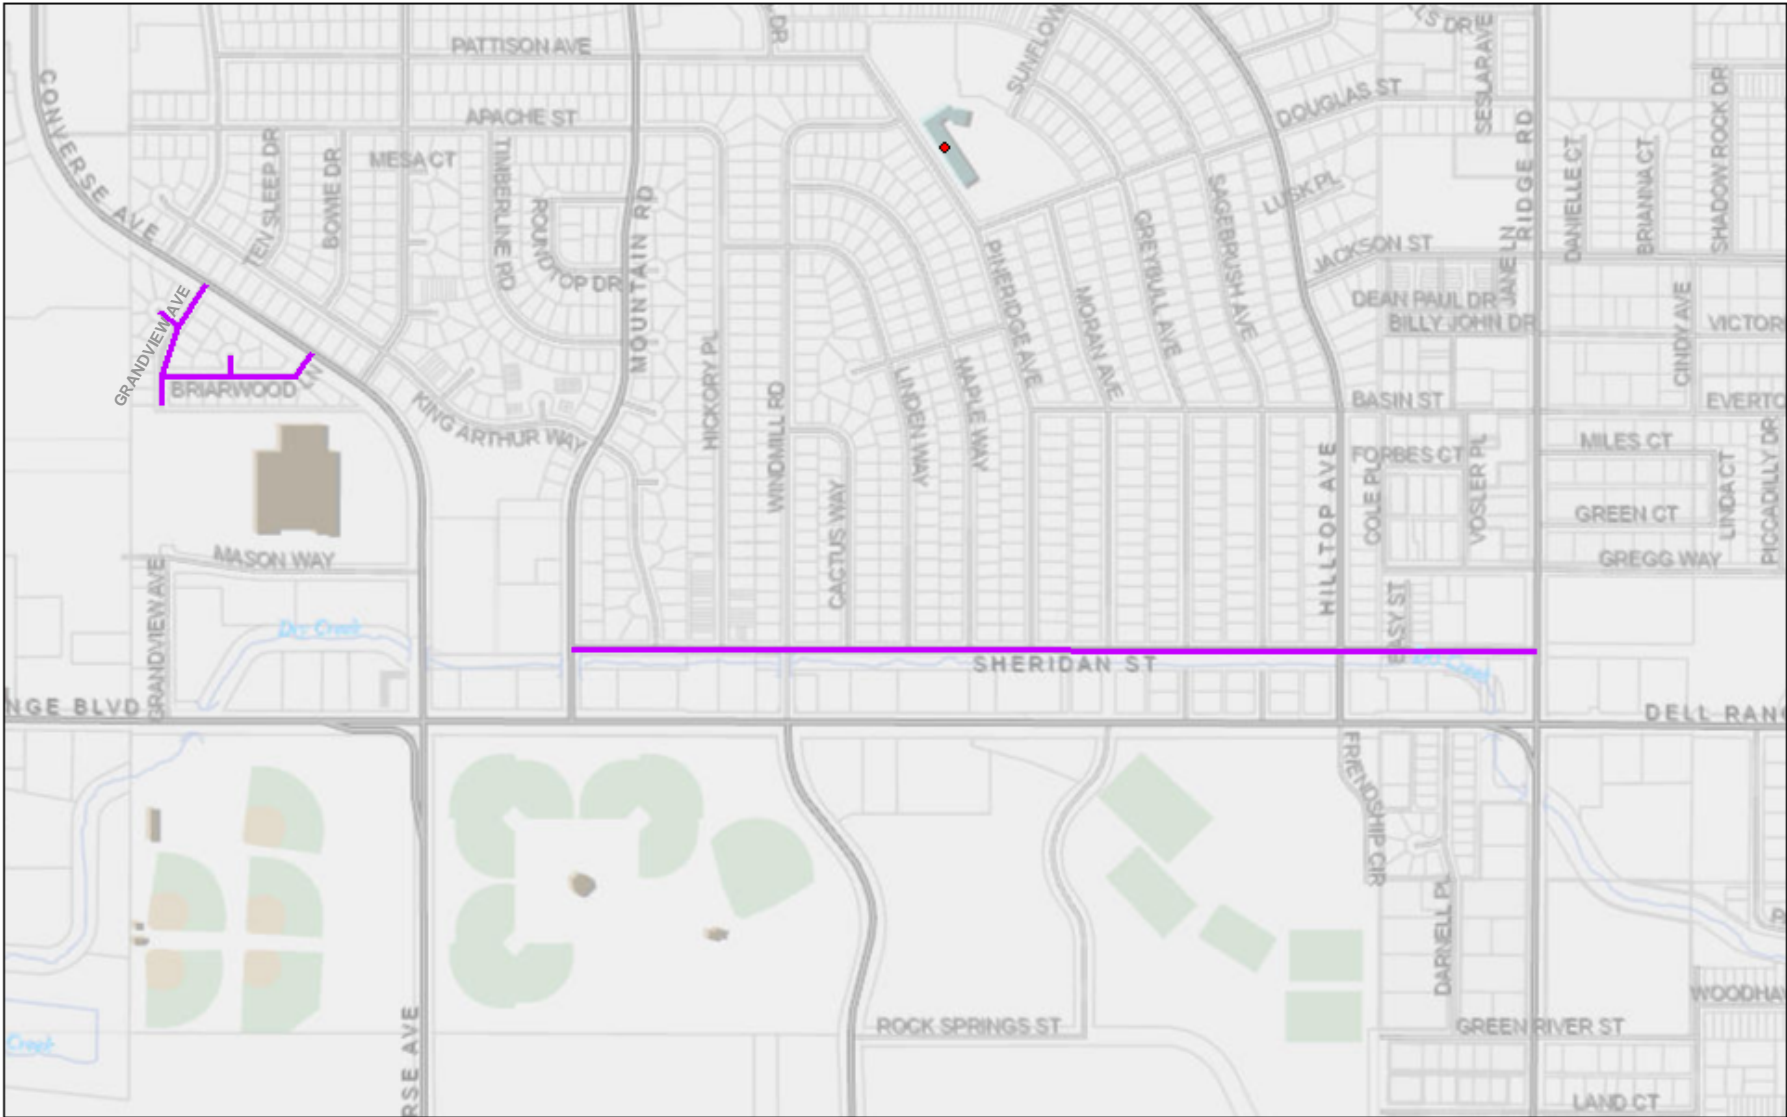 LS DR
DR
SUNFLOW
SESLAR AVE
PATTISON AVE
CONVERSE AVE
DOUGLAS ST
SHADOW ROCK DR
APACHE ST
RIDGE RD
TEN SLEEP DR
BOWIE DR
MESA CT
TIMBERLINE RD
DANIELLE CT
BRIANNA CT
ROUNDTOP DR
MOUNTAIN RD
LUSK PL
SAGEBRUSH AVE
GREYBULL AVE
JACKSON ST
JANE LN
PINERIDGE AVE
MORAN AVE
DEAN PAUL DR
BILLY JOHN DR
CINDY AVE
VICTOR
GRANDVIEW AVE
BRIARWOOD LN
HICKORY PL
WINDMILL RD
LINDEN WAY
MAPLE WAY
BASIN ST
EVERTO
KING ARTHUR WAY
HILLTOP AVE
FORBES CT
COLE PL
VOSLER PL
MILES CT
LINDA CT
PICCADILLY DR
CACTUS WAY
GREEN CT
MASON WAY
GREGG WAY
GRANDVIEW AVE
EASY ST
Dry Creek
SHERIDAN ST
Dry Creek
NGE BLVD
DELL RANG
FRIENDSHIP CIR
DARNELL PL
WOODHAV
ROCK SPRINGS ST
GREEN RIVER ST
Creek
RSE AVE
LAND CT